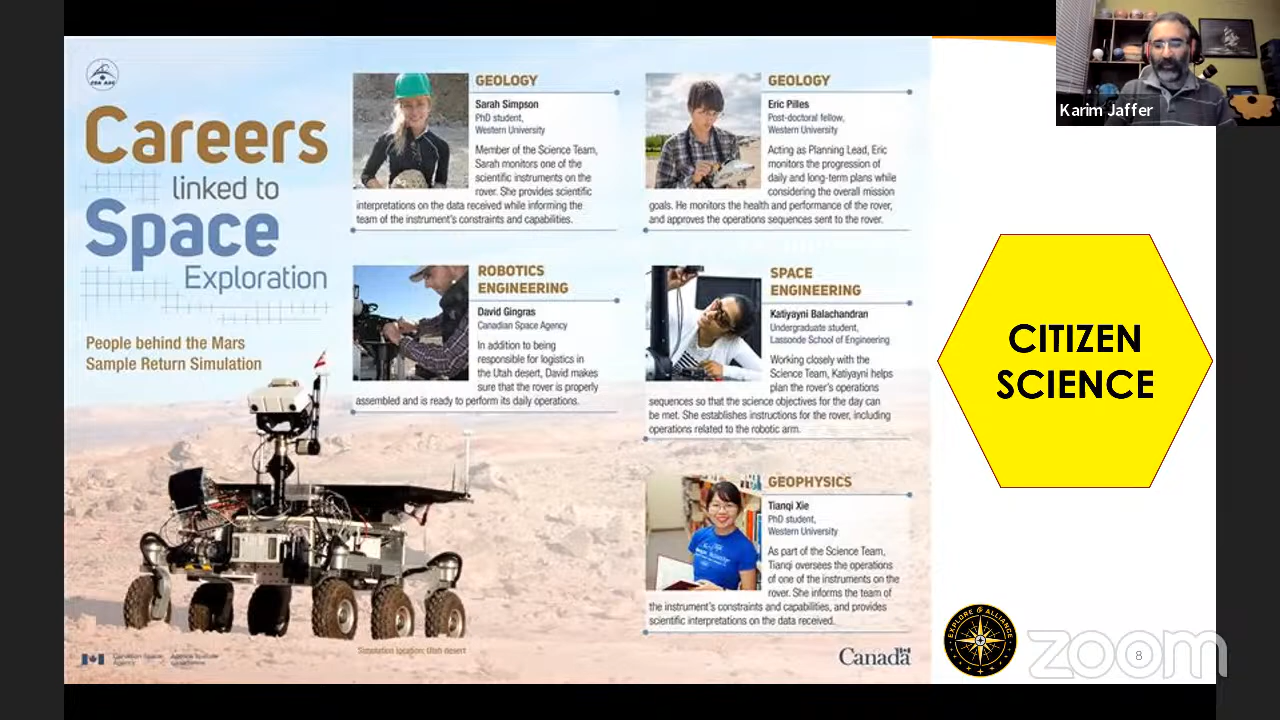 Careers
linked to
Space
Exploration
People behind the Mars
Sample Return Simulation
GEOLOGY
Sarah Simpson
PhD student,
Western University
Member of the Science Team,
Sarah monitors one of the
scientific instruments on the
rover. She provides scientific
interpretations on the data received while informing the
team of the instrument's constraints and capabilities.
ROBOTICS
ENGINEERING
David Gingras
Canadian Space Agency
In addition to being
responsible for logistics in
the Utah desert, David makes
sure that the rover is properly
assembled and is ready to perform its daily operations.
GEOLOGY
Eric Pilles
Post-doctoral fellow,
Western University
Acting as Planning Lead, Eric
monitors the progression of
daily and long-term plans while
considering the overall mission
goals. He monitors the health and performance of the rover,
and approves the operations sequences sent to the rover.
SPACE
ENGINEERING
Katiyayni Balachandran
Undergraduate student,
Lassonde School of Engineering
Working closely with the
Science Team, Katiyayni helps
plan the rover's operations
sequences so that the science objectives for the day can
be met. She establishes instructions for the rover, including
operations related to the robotic arm.
GEOPHYSICS
Tianqi Xie
PhD student,
Western University
As part of the Science Team,
Tianqi oversees the operations
of one of the instruments on the
rover. She informs the team of
the instrument's constraints and capabilities, and provides
scientific interpretations on the data received.
Simulation location: Utah desert
Canadian Space
Agency
Agence spatiale
canadienne
Canada
Karim Jaffer
CITIZEN
SCIENCE
EXPLORE ALLIANCE
zoom
8